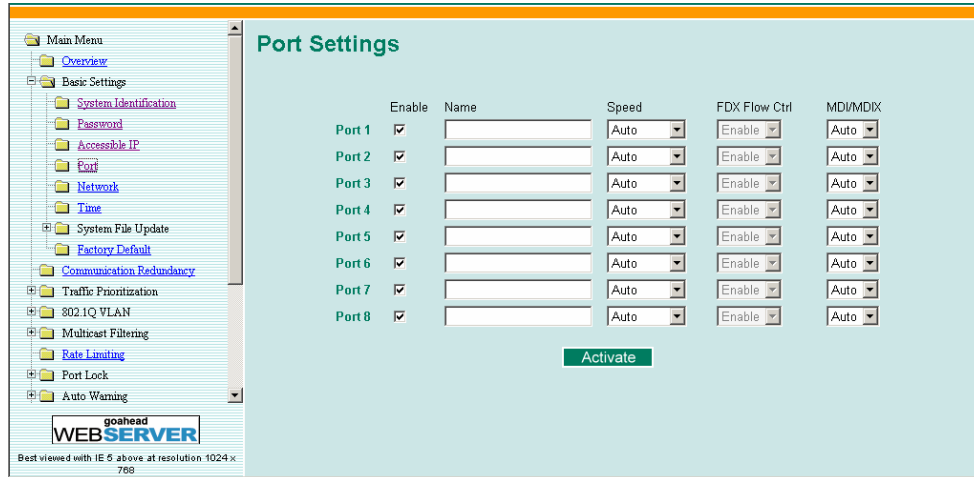 Main Menu
Overview
Basic Settings
System Identification
Password
Accessible IP
Port
Network
Time
System File Update
Factory Default
Communication Redundancy
Traffic Prioritization
802.1Q VLAN
Multicast Filtering
Rate Limiting
Port Lock
Auto Warning
goahead
WEBSERVER
Best viewed with IE 5 above at resolution 1024 x
768
Port Settings
Enable Name Speed FDX Flow Ctrl MDI/MDIX
Port 1 Auto Enable Auto
Port 2 Auto Enable Auto
Port 3 Auto Enable Auto
Port 4 Auto Enable Auto
Port 5 Auto Enable Auto
Port 6 Auto Enable Auto
Port 7 Auto Enable Auto
Port 8 Auto Enable Auto
Activate